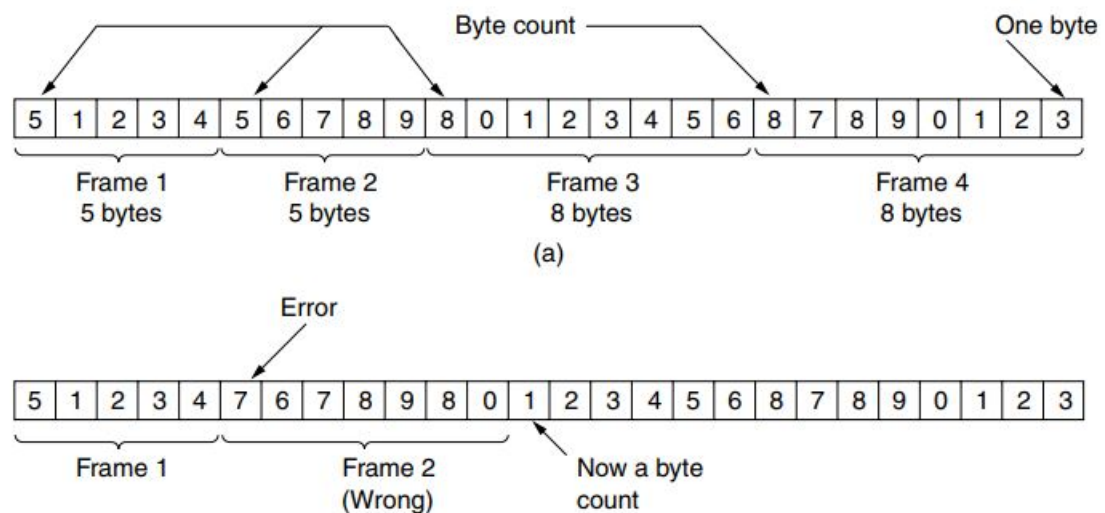 Byte count
One byte
5 1 2 3 4 5 6 7 8 9 8 0 1 2 3 4 5 6 8 7 8 9 0 1 2 3
Frame 1 Frame 2 Frame 3 Frame 4
5 bytes 5 bytes 8 bytes 8 bytes
(a)
Error
5 1 2 3 4 7 6 7 8 9 8 0 1 2 3 4 5 6 8 7 8 9 0 1 2 3
Frame 1 Frame 2 Now a byte
(Wrong) count